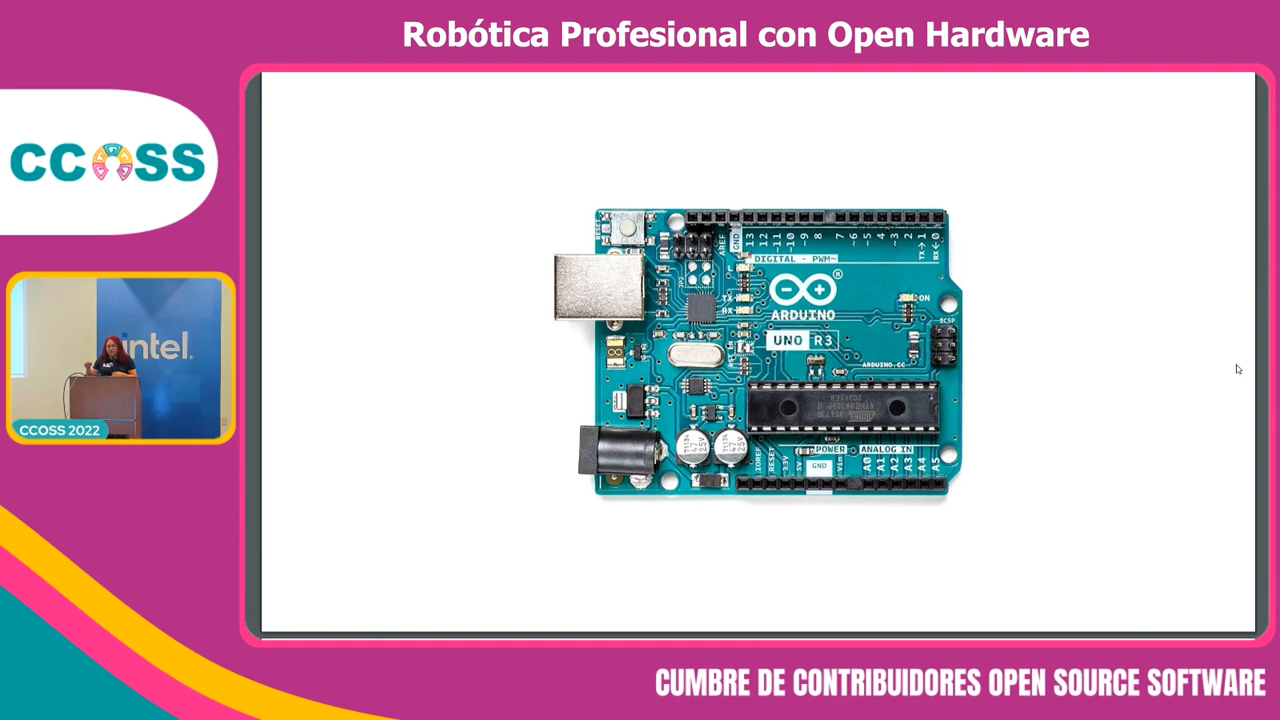 Robótica Profesional con Open Hardware
CCOSS
intel.
CCOSS 2022
RESET
AREF
GND
13
12
~11
~10
~9
8
7
~6
~5
4
~3
2
TX→1
RX←0
DIGITAL - PWM~
L
TX
RX
ON
ICSP
ARDUINO
UNO R3
ARDUINO.CC
POWER
ANALOG IN
IOREF
RESET
3.3V
5V
GND
Vin
A0
A1
A2
A3
A4
A5
CUMBRE DE CONTRIBUIDORES OPEN SOURCE SOFTWARE